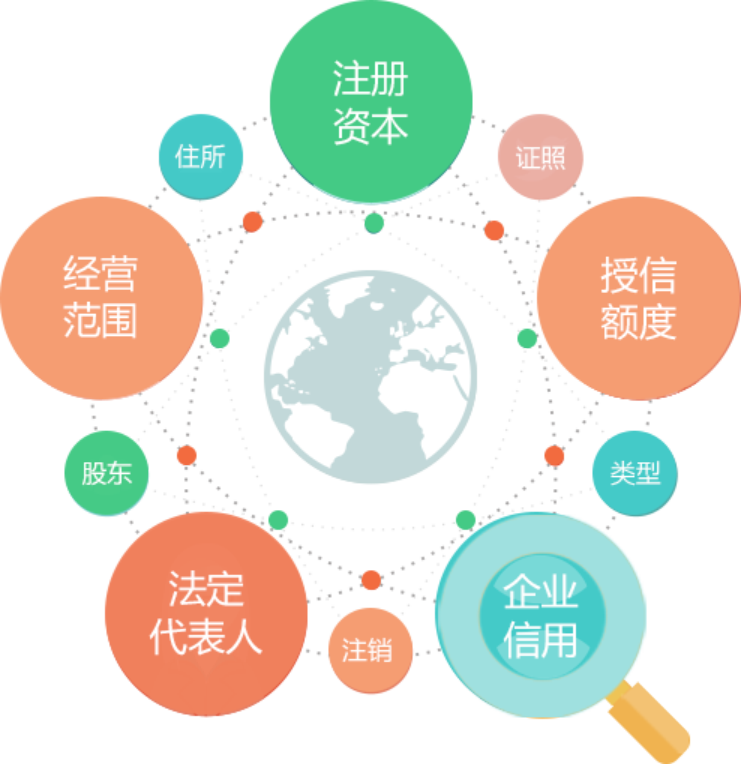 注册
资本
住所
证照
经营
范围
授信
额度
股东
类型
法定
代表人
企业
信用
注销